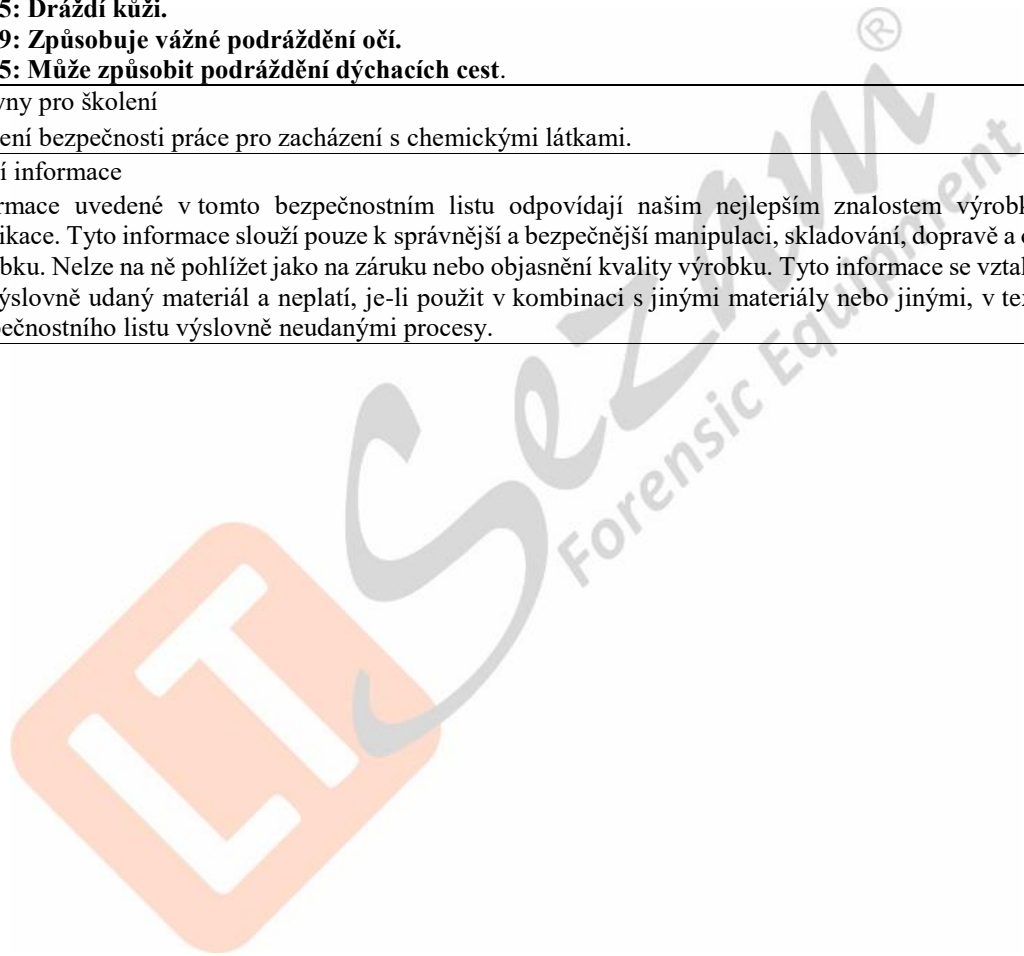 5: Dráždí kůži.
9: Způsobuje vážné podráždění očí.
5: Může způsobit podráždění dýchacích cest.
ny pro školení
ení bezpečnosti práce pro zacházení s chemickými látkami.
í informace
rmace uvedené v tomto bezpečnostním listu odpovídají našim nejlepším znalostem výrobk
ikace. Tyto informace slouží pouze k správnější a bezpečnější manipulaci, skladování, dopravě a
bku. Nelze na ně pohlížet jako na záruku nebo objasnění kvality výrobku. Tyto informace se vztal
ýslovně udaný materiál a neplatí, je-li použit v kombinaci s jinými materiály nebo jinými, v te
ečnostního listu výslovně neudanými procesy.
LT Sezam ®
Forensic Equipment